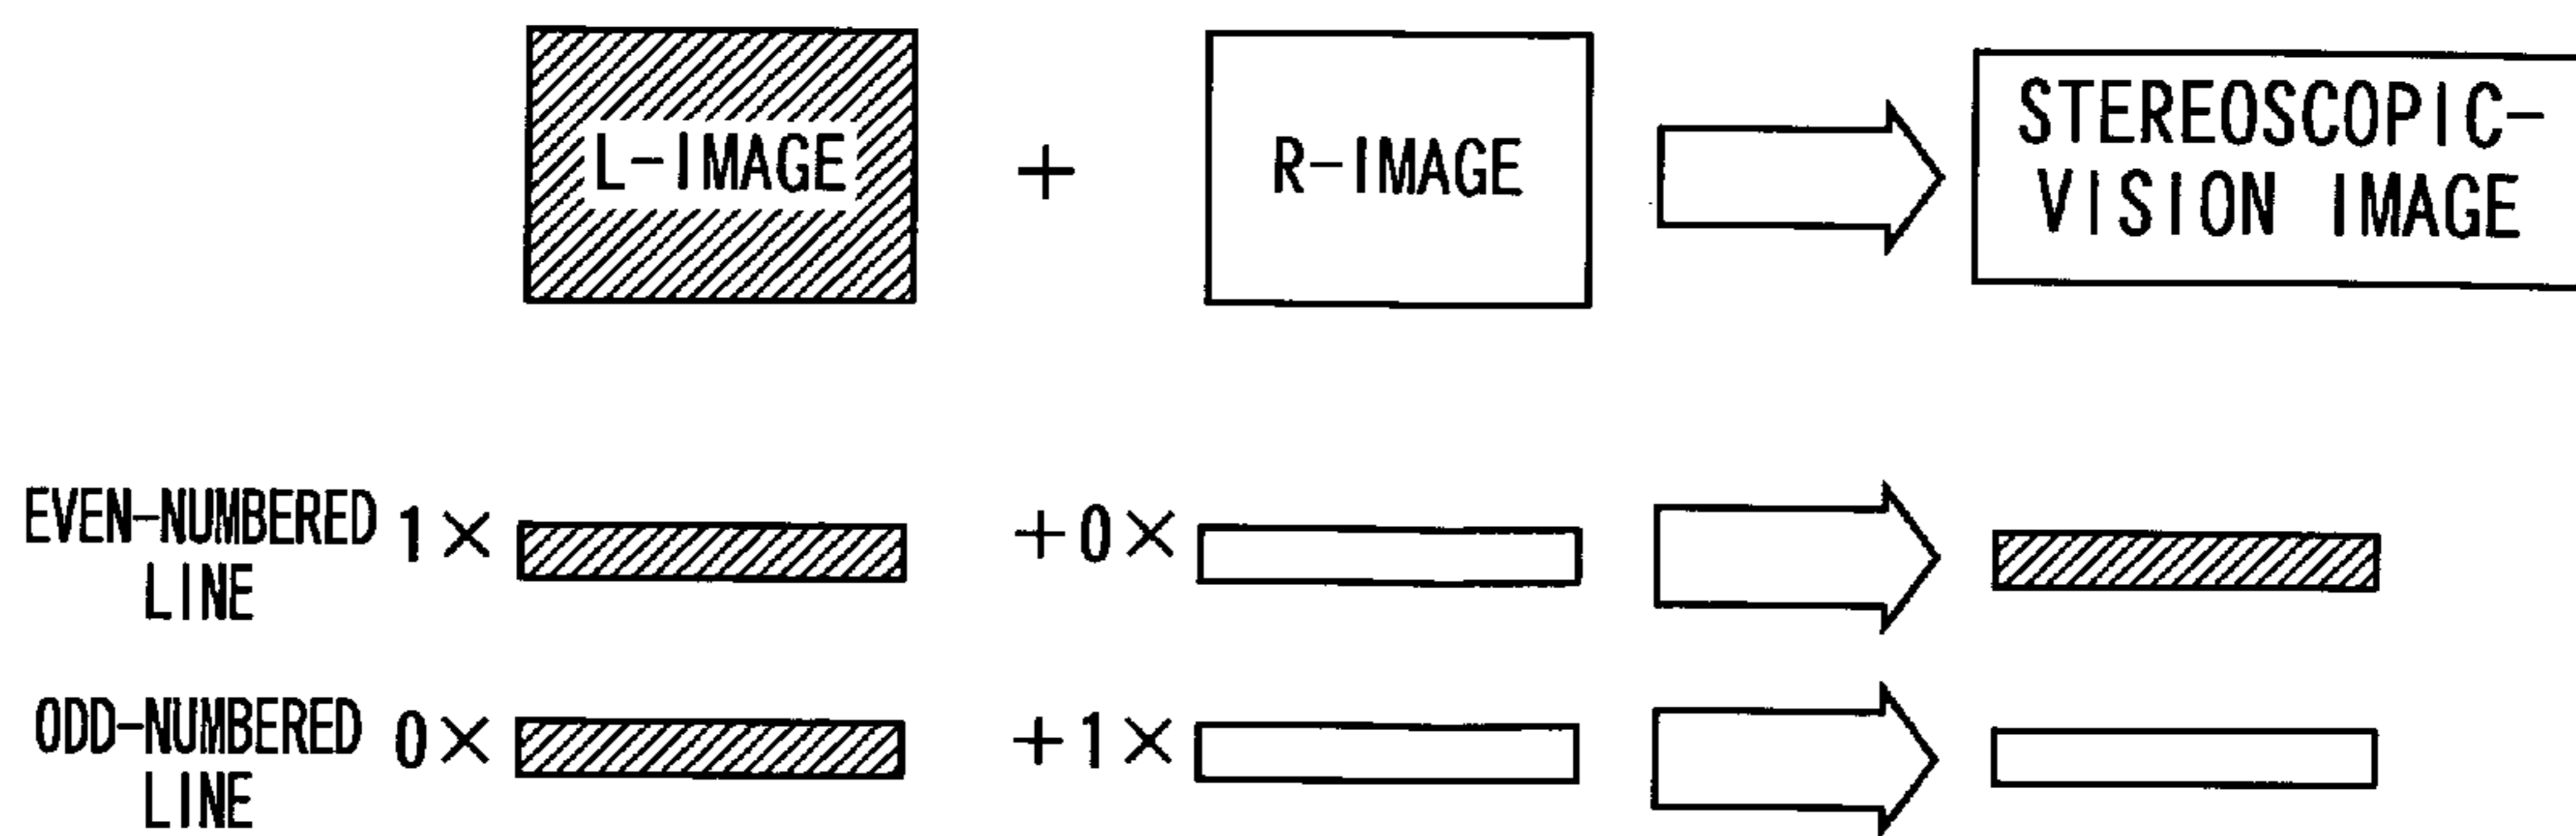 L-IMAGE + R-IMAGE STEREOSCOPIC-
VISION IMAGE
EVEN-NUMBERED 1× +0×
LINE
ODD-NUMBERED 0× +1×
LINE